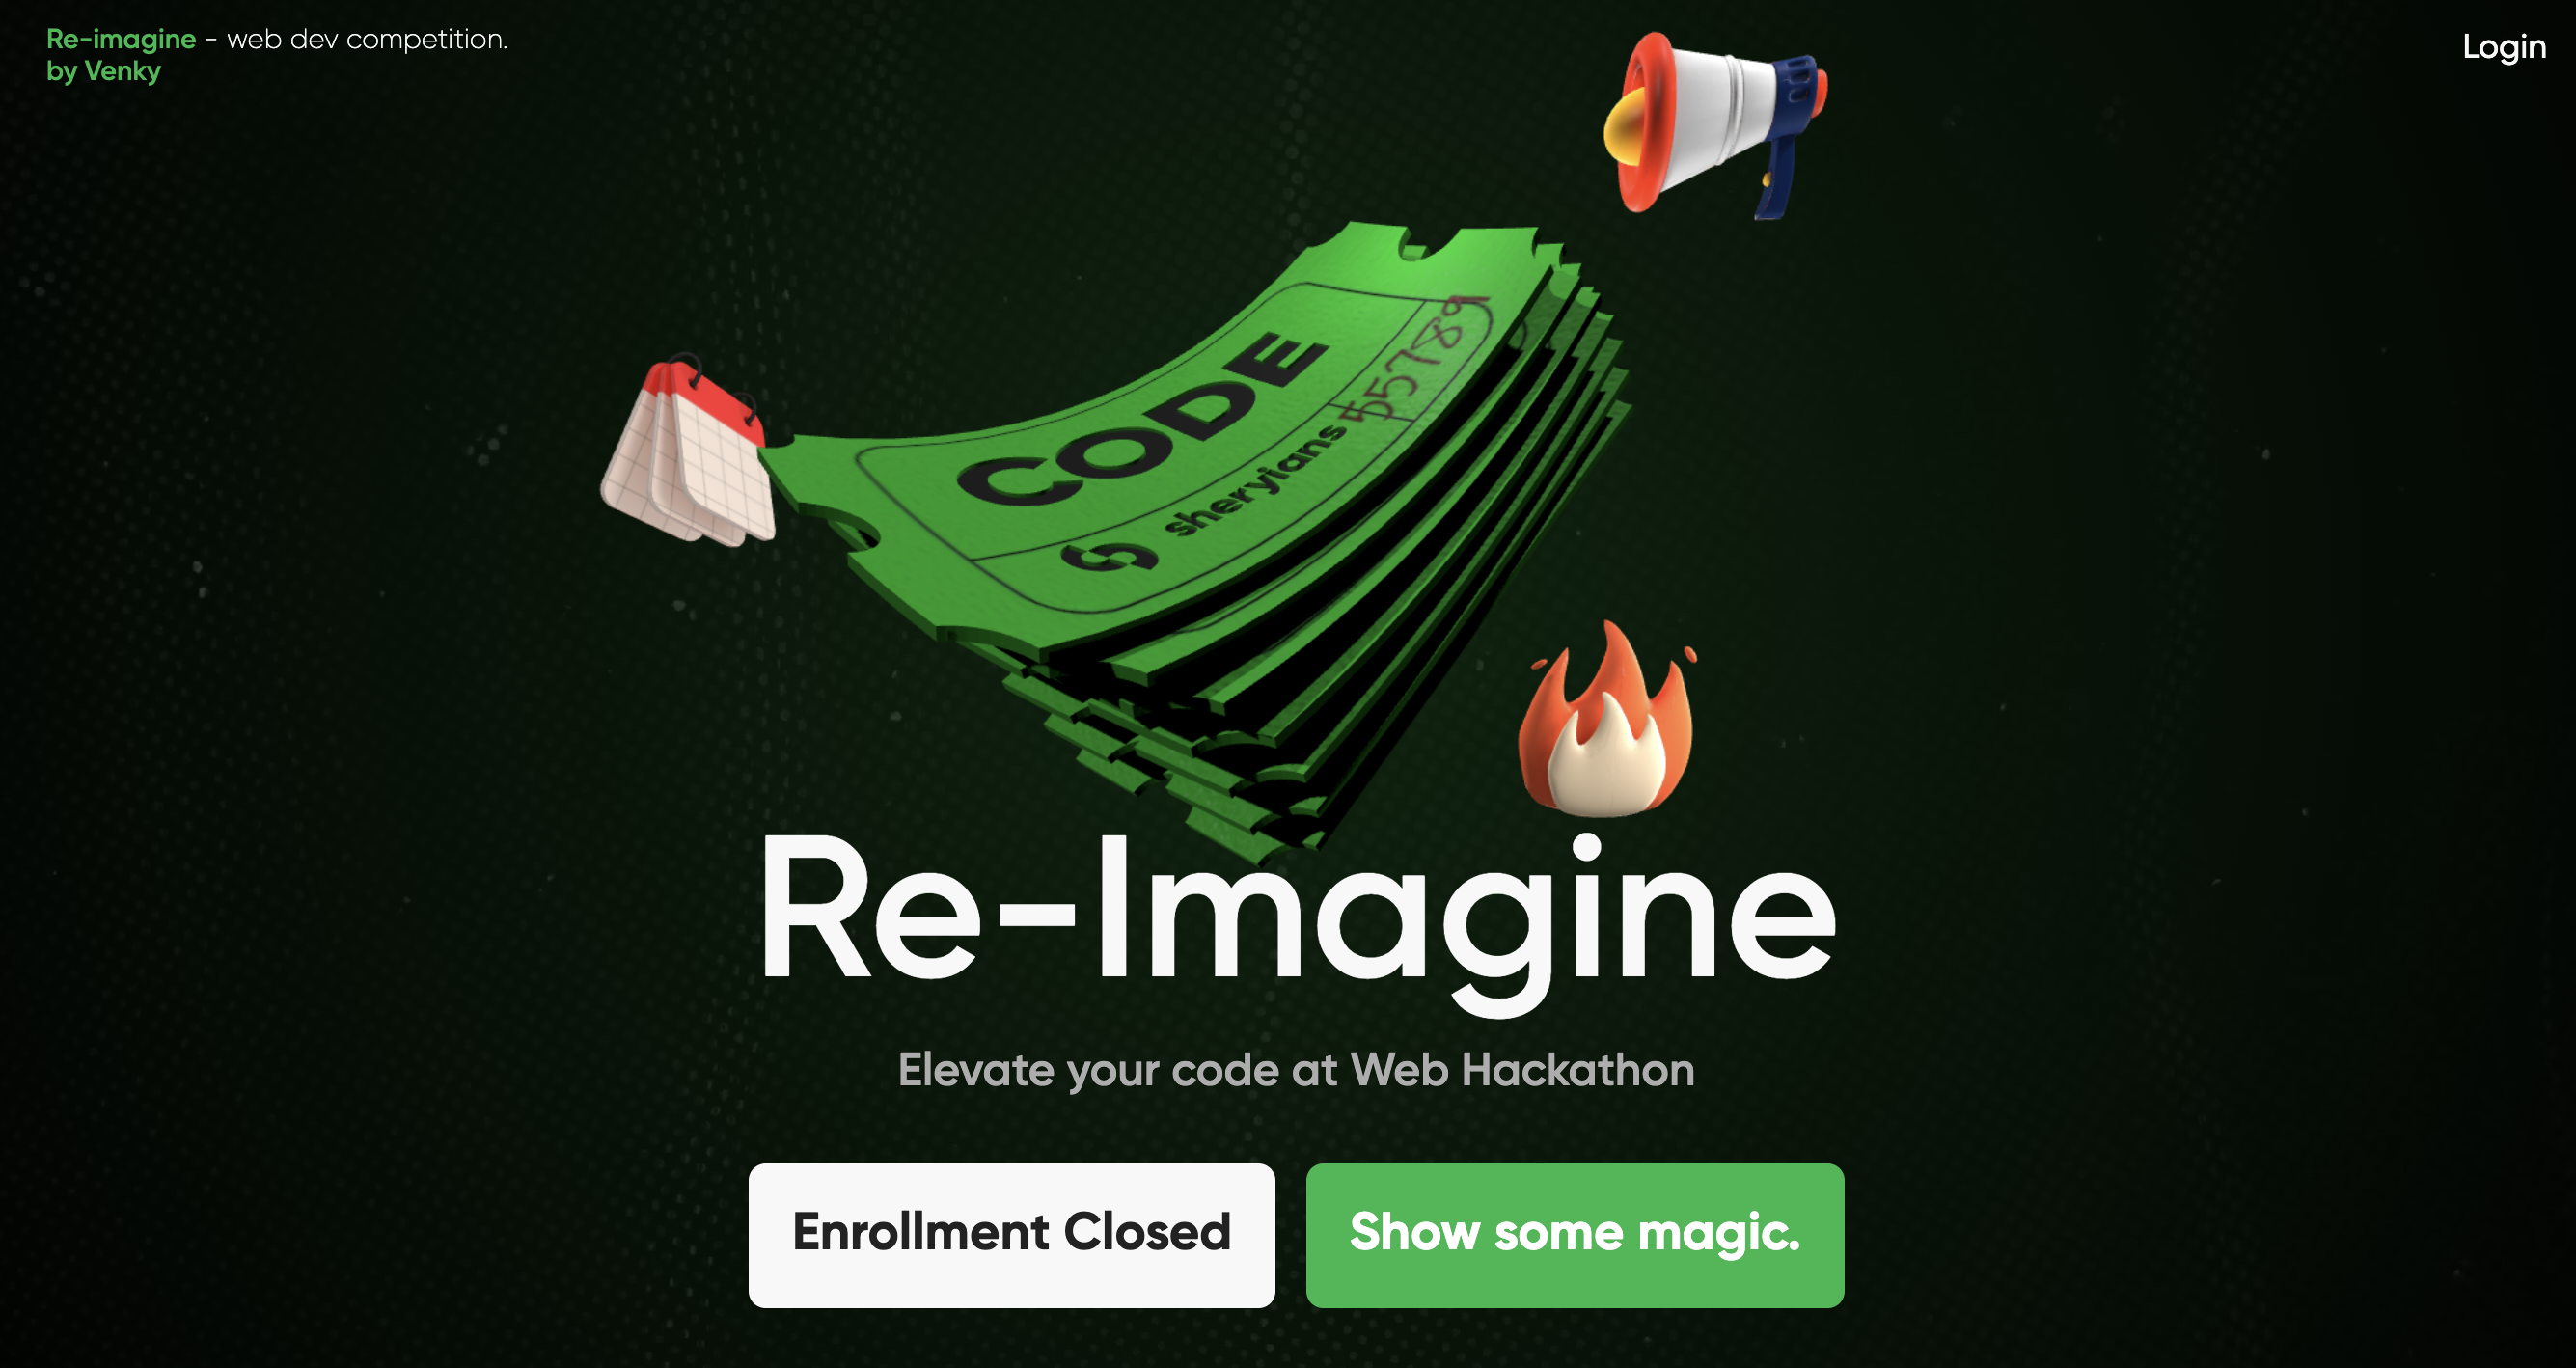 Re-imagine - web dev competition.
by Venky
Login
CODE
sheryians
$55789
Re-Imagine
Elevate your code at Web Hackathon
Enrollment Closed
Show some magic.